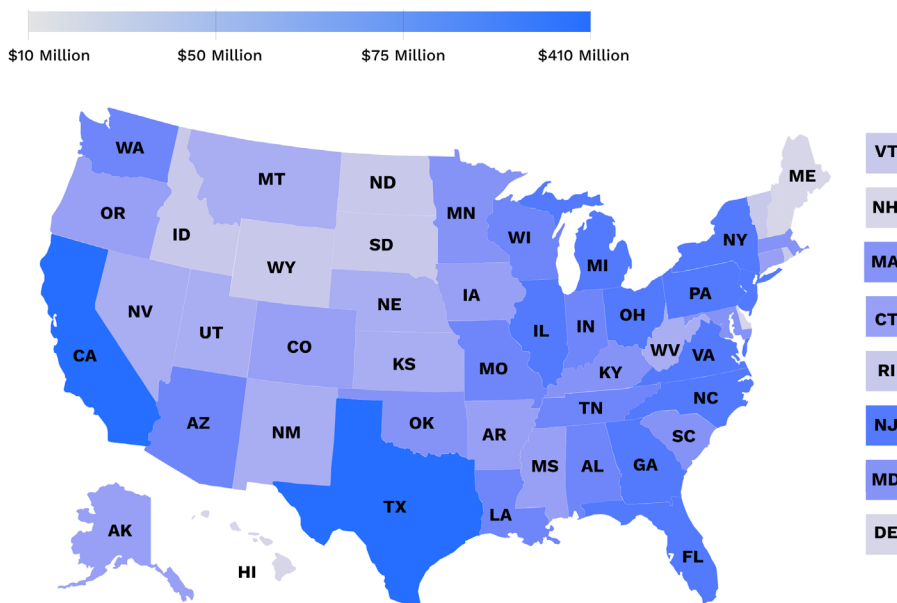 $10 Million $50 Million $75 Million $410 Million
WA
MT
ND
MN
OR
ID
WY
SD
WI
MI
NY
ME
VT
NH
MA
CT
RI
NJ
MD
DE
NV
UT
CO
NE
KS
IA
IL
IN
OH
PA
CA
AZ
NM
OK
MO
KY
WV
VA
TN
NC
AR
SC
MS
AL
GA
TX
LA
FL
AK
HI